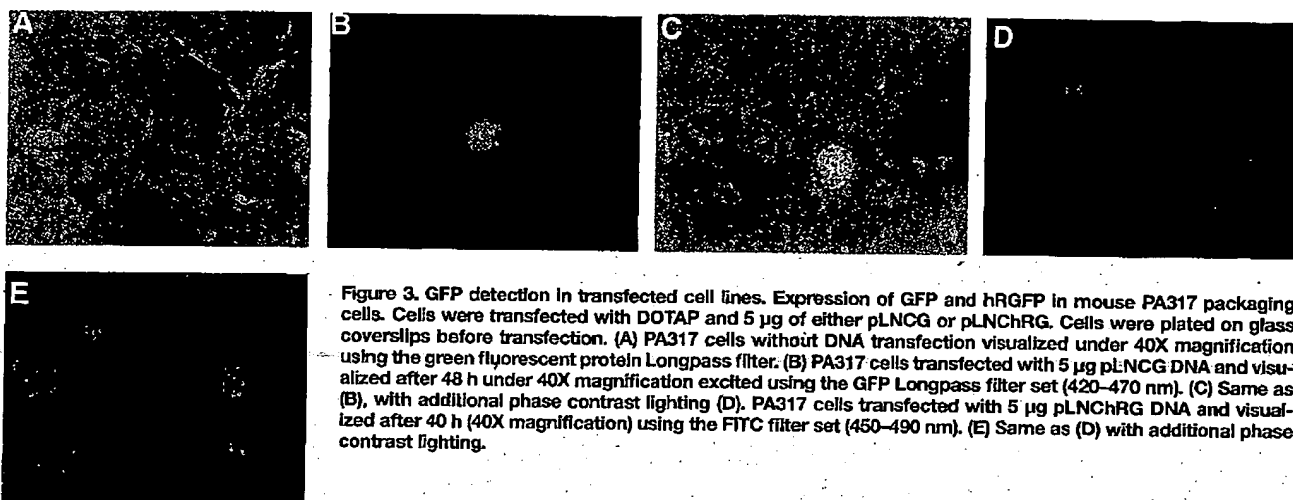 A B C D
E
Figure 3. GFP detection in transfected cell lines. Expression of GFP and hRGFP in mouse PA317 packaging
cells. Cells were transfected with DOTAP and 5 µg of either pLNCG or pLNChRG. Cells were plated on glass
coverslips before transfection. (A) PA317 cells without DNA transfection visualized under 40X magnification
using the green fluorescent protein Longpass filter. (B) PA317 cells transfected with 5 µg pLNCG DNA and visu-
alized after 48 h under 40X magnification excited using the GFP Longpass filter set (420–470 nm). (C) Same as
(B), with additional phase contrast lighting (D). PA317 cells transfected with 5 µg pLNChRG DNA and visual-
ized after 40 h (40X magnification) using the FITC filter set (450–490 nm). (E) Same as (D) with additional phase
contrast lighting.